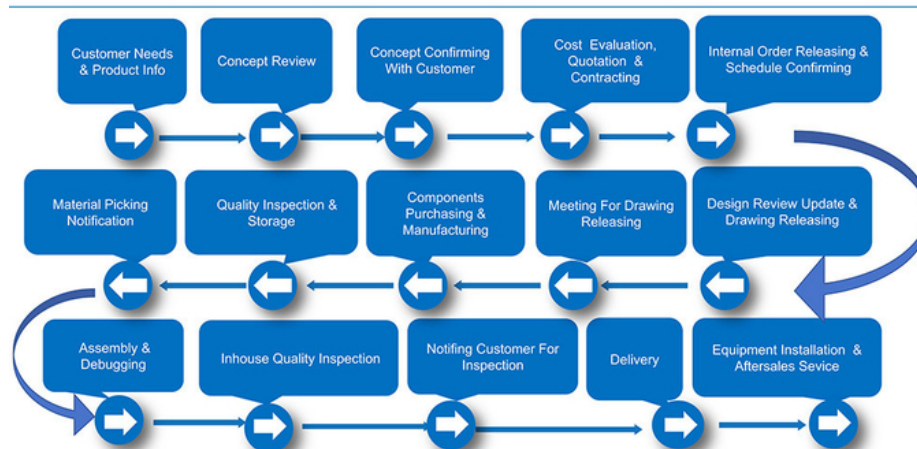 Customer Needs
& Product Info
Concept Review
Concept Confirming
With Customer
Cost Evaluation,
Quotation &
Contracting
Internal Order Releasing &
Schedule Confirming
Design Review Update &
Drawing Releasing
Meeting For Drawing
Releasing
Components
Purchasing &
Manufacturing
Quality Inspection &
Storage
Material Picking
Notification
Assembly &
Debugging
Inhouse Quality Inspection
Notifing Customer For
Inspection
Delivery
Equipment Installation &
Aftersales Sevice